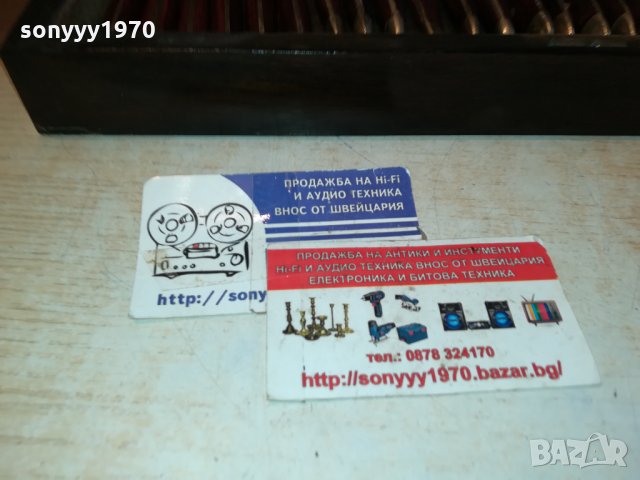 sonyyy1970
ПРОДАЖБА НА Hi-Fi
И АУДИО ТЕХНИКА
ВНОС ОТ ШВЕЙЦАРИЯ
http://sony
ПРОДАЖБА НА АНТИКИ И ИНСТРУМЕНТИ
Hi-Fi И АУДИО ТЕХНИКА ВНОС ОТ ШВЕЙЦАРИЯ
ЕЛЕКТРОНИКА И БИТОВА ТЕХНИКА
тел.: 0878 324170
http://sonyyy1970.bazar.bg/
BAZAR